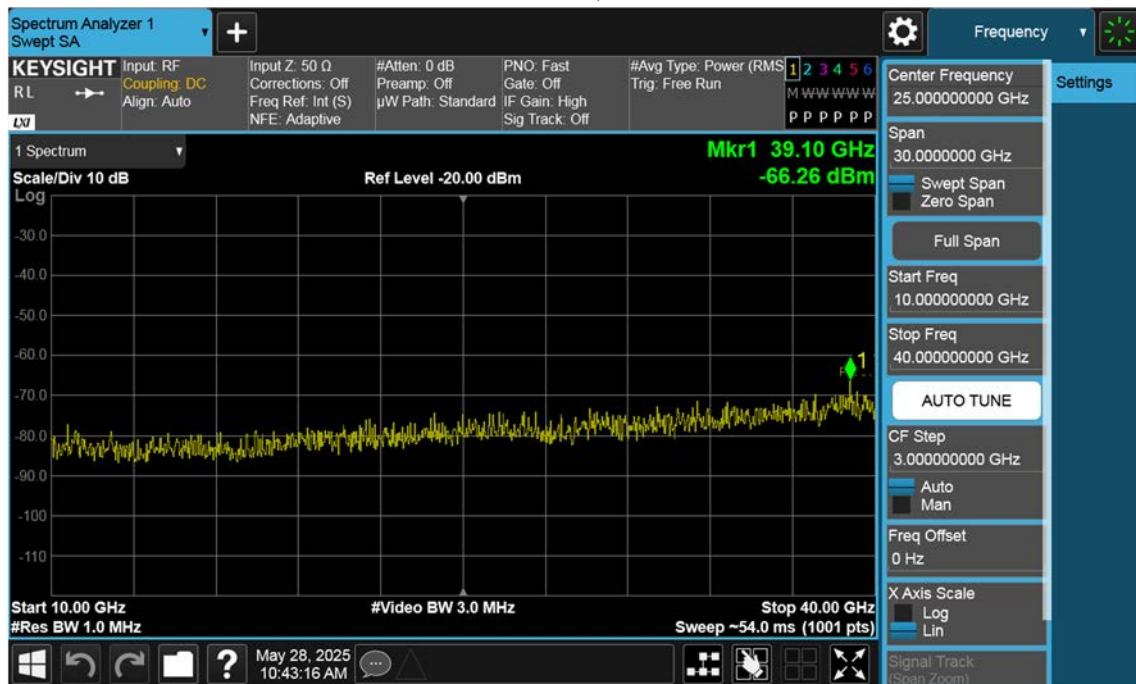 Spectrum Analyzer 1
Swept SA
Frequency
KEYSIGHT
RL
LXI
Input: RF
Coupling: DC
Align: Auto
Input Z: 50 Ω
Corrections: Off
Freq Ref: Int (S)
NFE: Adaptive
#Atten: 0 dB
Preamp: Off
µW Path: Standard
PNO: Fast
Gate: Off
IF Gain: High
Sig Track: Off
#Avg Type: Power (RMS
Trig: Free Run
1 2 3 4 5 6
M W W W W W
P P P P P P
1 Spectrum
Mkr1 39.10 GHz
Scale/Div 10 dB
Ref Level -20.00 dBm
-66.26 dBm
Log
-30.0
-40.0
-50.0
-60.0
1
-70.0
-80.0
-90.0
-100
-110
Start 10.00 GHz
#Video BW 3.0 MHz
Stop 40.00 GHz
#Res BW 1.0 MHz
Sweep ~54.0 ms (1001 pts)
Center Frequency
25.000000000 GHz
Span
30.0000000 GHz
Swept Span
Zero Span
Full Span
Start Freq
10.000000000 GHz
Stop Freq
40.000000000 GHz
AUTO TUNE
CF Step
3.000000000 GHz
Auto
Man
Freq Offset
0 Hz
X Axis Scale
Log
Lin
Signal Track
(Span Zoom)
Settings
?
May 28, 2025
10:43:16 AM